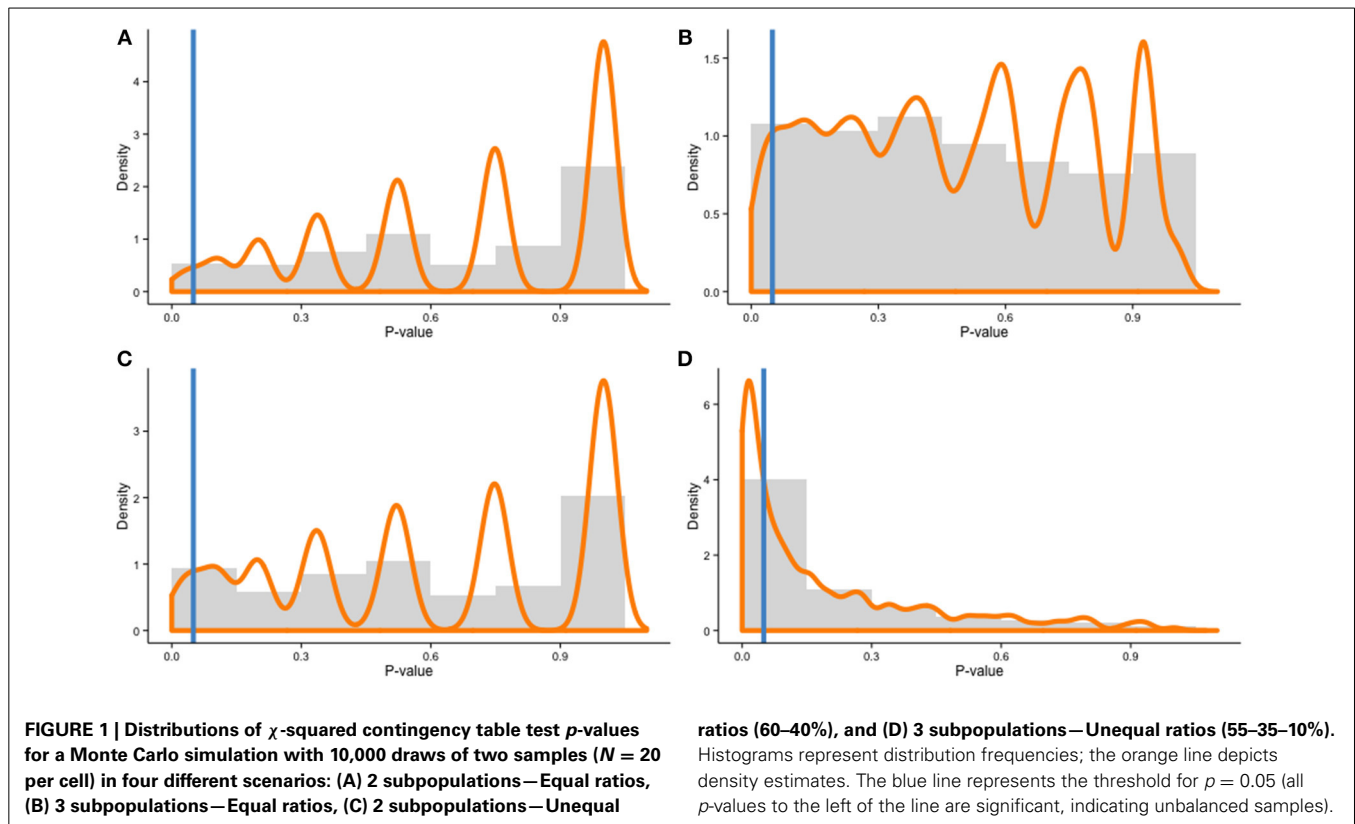 A
Density
4
3
2
1
0
0.0 0.3 0.6 0.9
P-value
B
Density
1.5
1.0
0.5
0.0
0.0 0.3 0.6 0.9
P-value
C
Density
3
2
1
0
0.0 0.3 0.6 0.9
P-value
D
Density
6
4
2
0
0.0 0.3 0.6 0.9
P-value
FIGURE 1 | Distributions of χ-squared contingency table test p-values
for a Monte Carlo simulation with 10,000 draws of two samples (N = 20
per cell) in four different scenarios: (A) 2 subpopulations—Equal ratios,
(B) 3 subpopulations—Equal ratios, (C) 2 subpopulations—Unequal
ratios (60–40%), and (D) 3 subpopulations—Unequal ratios (55–35–10%).
Histograms represent distribution frequencies; the orange line depicts
density estimates. The blue line represents the threshold for p = 0.05 (all
p-values to the left of the line are significant, indicating unbalanced samples).